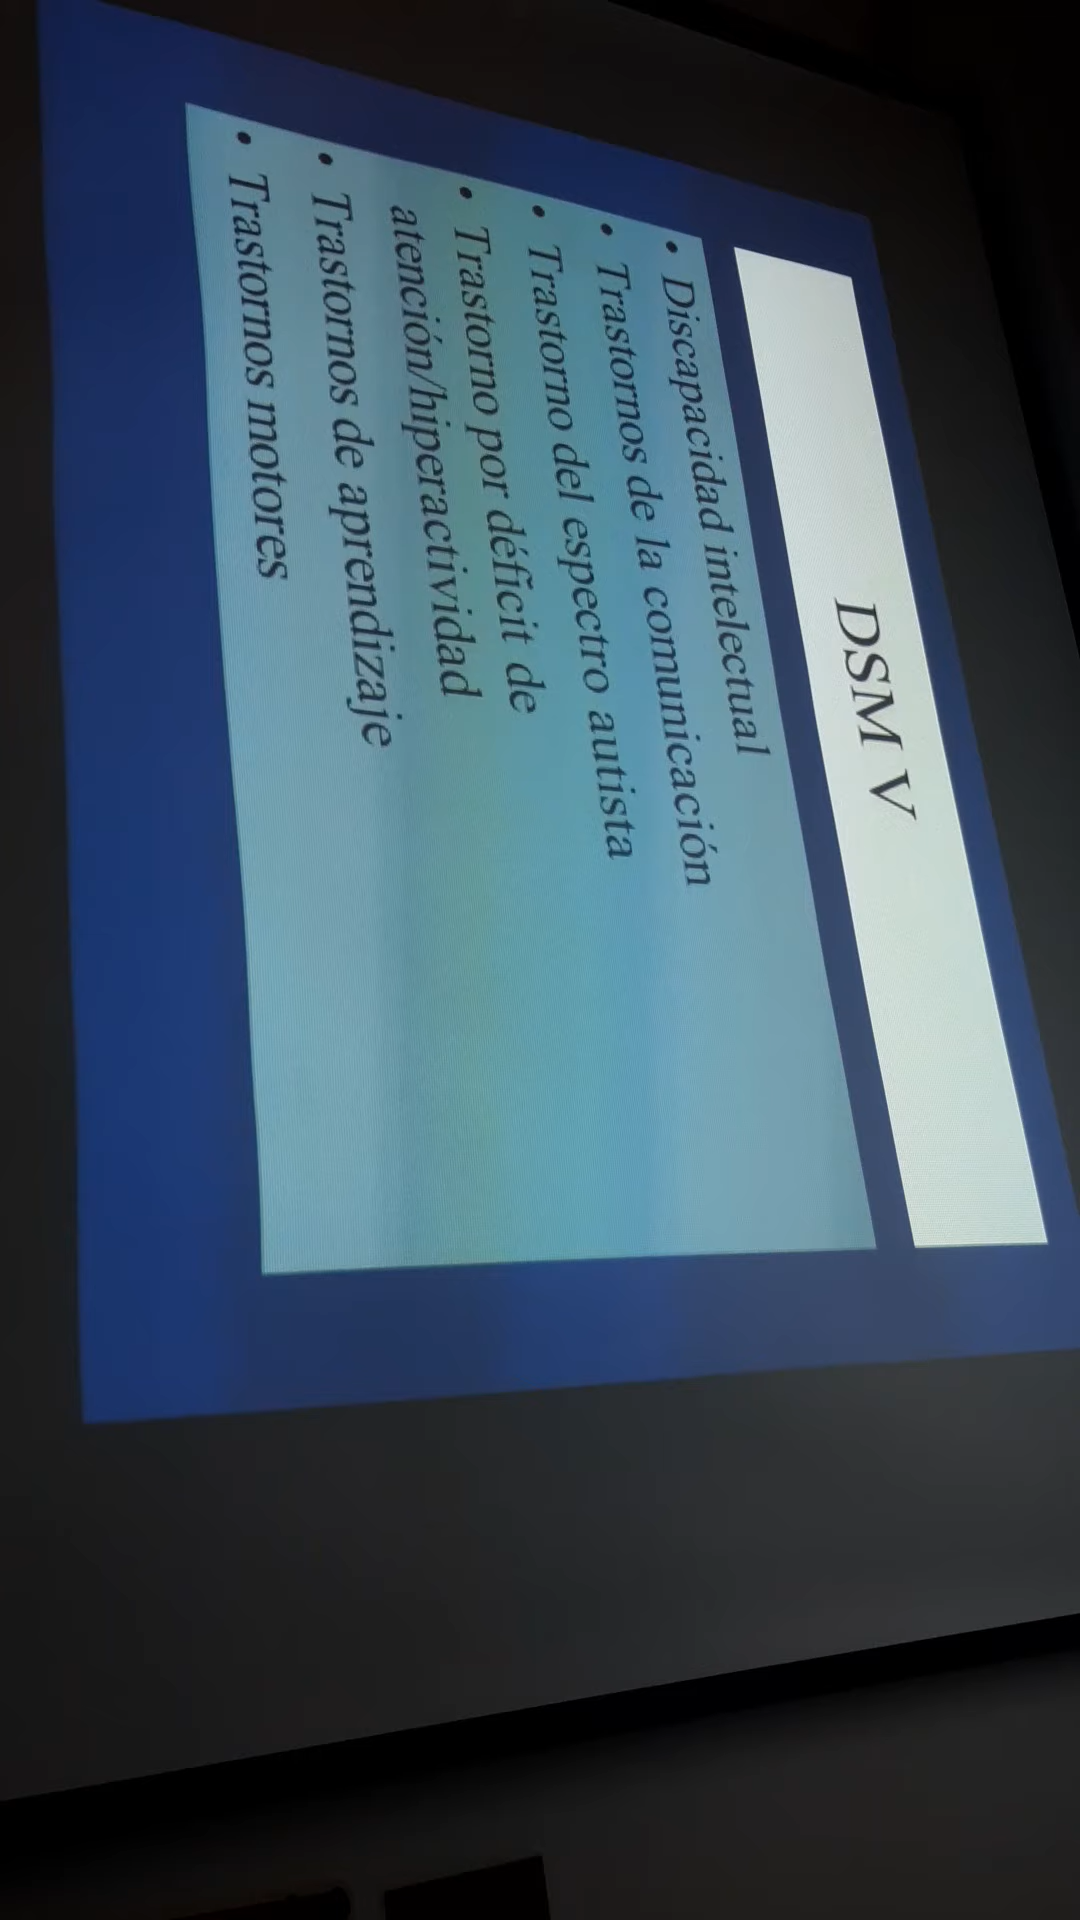 DSM V
• Discapacidad intelectual
• Trastornos de la comunicación
• Trastorno del espectro autista
• Trastorno por déficit de
atención/hiperactividad
• Trastornos de aprendizaje
• Trastornos motores